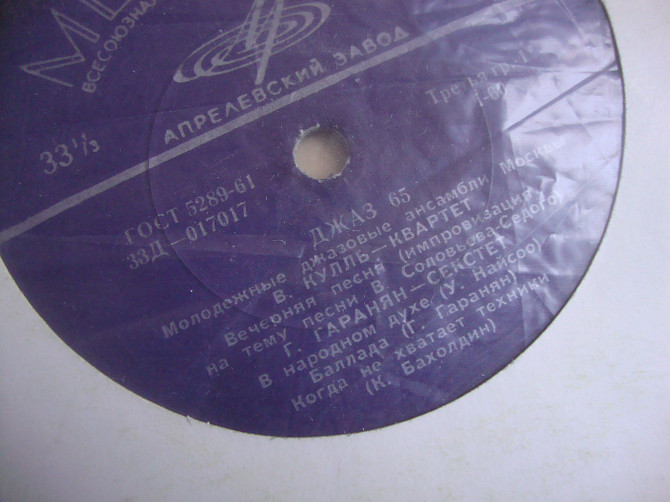 ВСЕСОЮЗНА
АПРЕЛЕВСКИЙ ЗАВОД
33⅓
Третья гр.
1-00
ГОСТ 5289-61
33Д—017017
ДЖАЗ 65
Молодежные джазовые ансамбли Москвы
В. КУЛЛЬ—КВАРТЕТ
Вечерняя песня (импровизация
на тему песни В. Соловьева-Седого)
Г. ГАРАНЯН—СЕКСТЕТ
В народном духе (У. Найсоо)
Баллада (Г. Гаранян)
Когда не хватает техники
(К. Бахолдин)